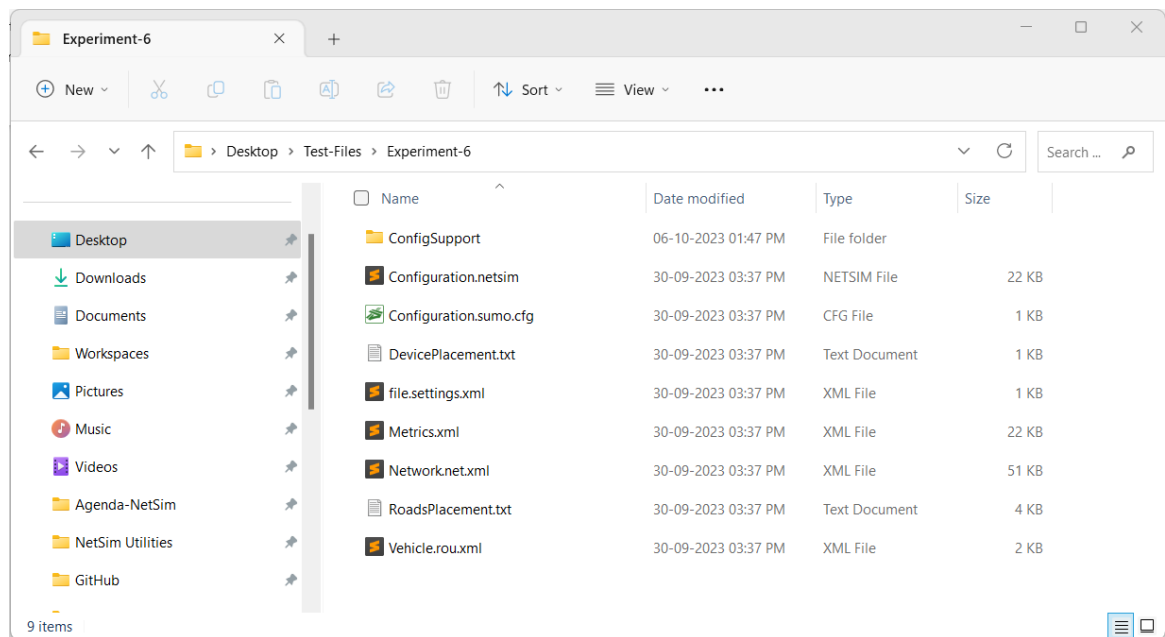 Experiment-6
New
Sort
View
Desktop
Test-Files
Experiment-6
Search ...
Name
Date modified
Type
Size
Desktop
Downloads
Documents
Workspaces
Pictures
Music
Videos
Agenda-NetSim
NetSim Utilities
GitHub
ConfigSupport 06-10-2023 01:47 PM File folder
Configuration.netsim 30-09-2023 03:37 PM NETSIM File 22 KB
Configuration.sumo.cfg 30-09-2023 03:37 PM CFG File 1 KB
DevicePlacement.txt 30-09-2023 03:37 PM Text Document 1 KB
file.settings.xml 30-09-2023 03:37 PM XML File 1 KB
Metrics.xml 30-09-2023 03:37 PM XML File 22 KB
Network.net.xml 30-09-2023 03:37 PM XML File 51 KB
RoadsPlacement.txt 30-09-2023 03:37 PM Text Document 4 KB
Vehicle.rou.xml 30-09-2023 03:37 PM XML File 2 KB
9 items